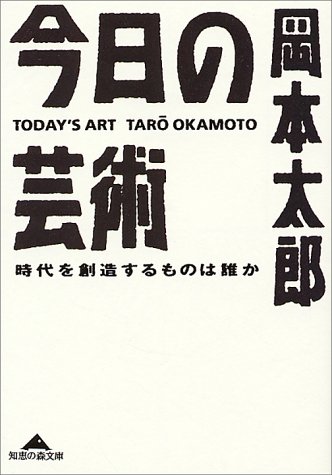 今日の
TODAY'S ART TARŌ OKAMOTO
芸術
時代を創造するものは誰か
岡本太郎
知恵の森文庫